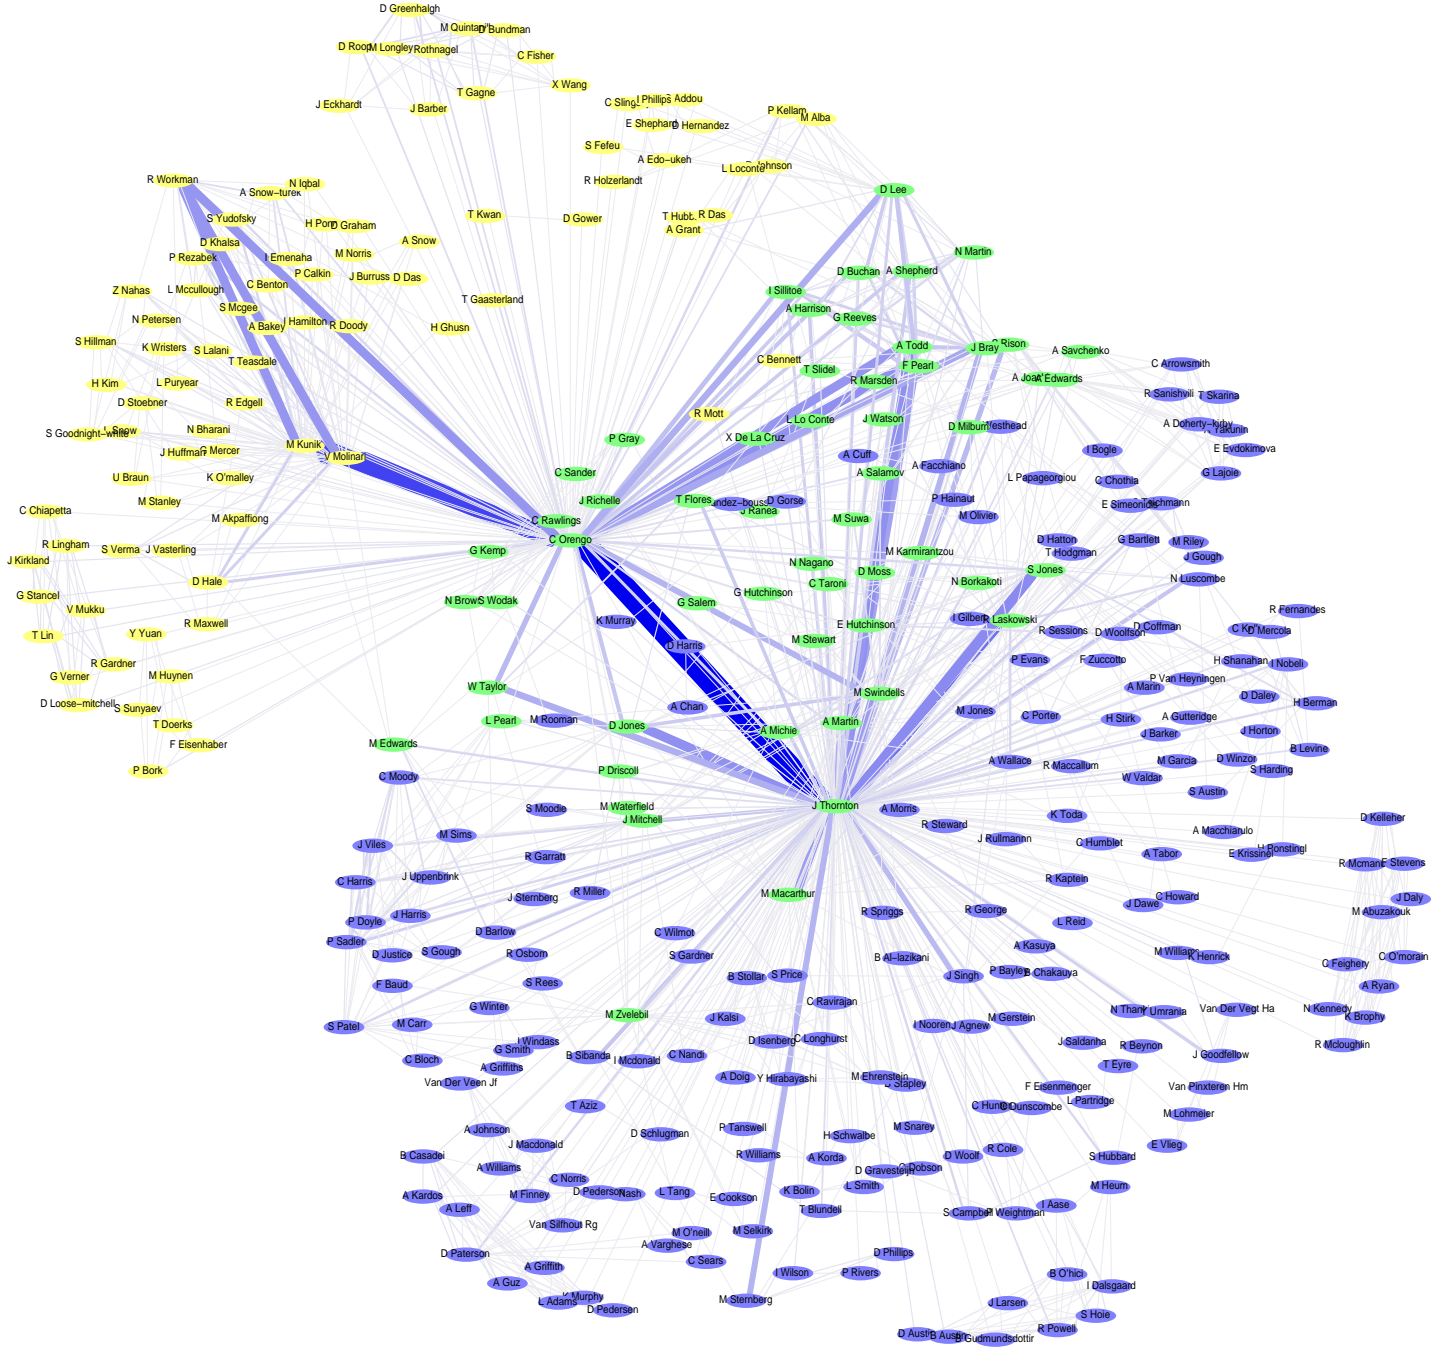 D Greenhalgh
D Bundman
D Roop
M Longley
Rothnagel
C Fisher
X Wang
T Gagne
J Eckhardt
J Barber
I Phillips
Addou
E Shephard
D Hernandez
P Kellam
M Alba
S Fefeu
A Edo-ukeh
L Loconte
R Holzerlandt
R Workman
A Snow-turek
N Iqbal
D Lee
S Yudofsky
D Graham
T Kwan
D Gower
R Das
A Grant
D Khalsa
A Snow
M Norris
P Rezabek
I Emenaha
N Martin
D Buchan
A Shepherd
P Calkin
J Burruss
D Das
L Mccullough
C Benton
Z Nahas
I Sillitoe
T Gaasterland
S Mcgee
A Harrison
G Reeves
N Petersen
A Bakey
R Doody
H Ghusn
S Hillman
K Wristers
S Lalani
T Teasdale
A Todd
J Bray
Rison
A Savchenko
C Bennett
F Pearl
C Arrowsmith
H Kim
L Puryear
T Slidel
R Marsden
A Edwards
R Sanishvili
T Skarina
D Stoebner
R Edgell
R Mott
L Lo Conte
J Watson
D Milburn
Westhead
A Doherty-kirby
S Goodnight-white
N Bharani
P Gray
X De La Cruz
M Kunik
V Molinari
J Huffman
G Mercer
A Cuff
A Facchiano
I Bogle
E Evdokimova
U Braun
K O'malley
C Sander
A Salamov
L Papageorgiou
C Chothia
G Lajoie
M Stanley
J Richelle
T Flores
D Gorse
P Hainaut
E Simeonidis
C Chiapetta
M Akpaffiong
C Rawlings
J Ranea
M Suwa
M Olivier
R Lingham
S Verma
J Vasterling
C Orengo
G Kemp
M Karmirantzou
D Hatton
T Hodgman
G Bartlett
M Riley
J Gough
J Kirkland
D Hale
N Nagano
D Moss
S Jones
C Taroni
N Borkakoti
N Luscombe
G Stancel
V Mukku
N Brown
S Wodak
G Salem
G Hutchinson
R Maxwell
K Murray
E Hutchinson
I Gilbert
R Laskowski
R Fernandes
T Lin
Y Yuan
D Harris
M Stewart
R Sessions
D Woolfson
D Coffman
D Mercola
R Gardner
P Evans
F Zuccotto
H Shanahan
I Nobeli
G Verner
M Huynen
W Taylor
M Swindells
A Marin
P Van Heyningen
D Daley
H Berman
D Loose-mitchell
S Sunyaev
L Pearl
M Rooman
A Chan
D Jones
A Michie
A Martin
M Jones
C Porter
H Stirk
A Gutteridge
T Doerks
F Eisenhaber
M Edwards
J Barker
J Horton
B Levine
P Bork
C Moody
P Driscoll
A Wallace
R Maccallum
M Garcia
D Winzor
W Valdar
S Harding
S Austin
S Moodie
M Waterfield
J Mitchell
J Thornton
A Morris
K Toda
D Kelleher
M Sims
R Steward
A Macchiarulo
J Viles
R Garratt
J Rullmannn
C Humblet
A Tabor
E Krissinel
H Ponstingl
R Mcmanus
E Stevens
C Harris
J Uppenbrink
R Miller
J Sternberg
M Macarthur
R Kaptein
J Dawe
C Howard
J Daly
P Doyle
J Harris
R Spriggs
R George
L Reid
M Abuzakouk
P Sadler
D Barlow
C Wilmot
A Kasuya
D Justice
S Gough
R Osborn
S Gardner
B Al-lazikani
M Williams
K Henrick
C Feighery
C O'morain
F Baud
S Rees
B Stollar
S Price
J Singh
P Bayley
B Chakauya
A Ryan
G Winter
M Zvelebil
C Ravirajan
N Kennedy
S Patel
M Carr
J Kalsi
I Nooren
J Agnew
M Gerstein
Y Umrania
Van Der Vegt Ha
K Brophy
I Windass
G Smith
D Isenberg
C Longhurst
J Saldanha
R Beynon
R Mcloughlin
C Bloch
A Griffiths
B Sibanda
I Mcdonald
C Nandi
J Goodfellow
Van Der Veen Jf
A Doig
Y Hirabayashi
M Ehrenstein
B Stapley
T Eyre
F Eisenmenger
Van Pinxteren Hm
T Aziz
C Dunscombe
L Partridge
M Lohmeier
A Johnson
J Macdonald
D Schlugman
P Tanswell
H Schwalbe
M Snarey
E Vlieg
B Casadei
A Williams
R Williams
A Korda
D Gravesteijn
C Dobson
D Woolf
R Cole
S Hubbard
A Kardos
M Finney
C Norris
D Pederson
Nash
L Tang
E Cookson
K Bolin
L Smith
M Heum
A Leff
T Blundell
S Campbell
P Weightman
I Aase
Van Silfhout Rg
M O'neill
M Selkirk
D Paterson
A Varghese
C Sears
D Phillips
A Griffith
I Wilson
P Rivers
B O'hici
A Guz
I Dalsgaard
L Adams
Murphy
D Pedersen
M Sternberg
J Larsen
S Hoie
D Austin
B Austin
B Gudmundsdottir
R Powell